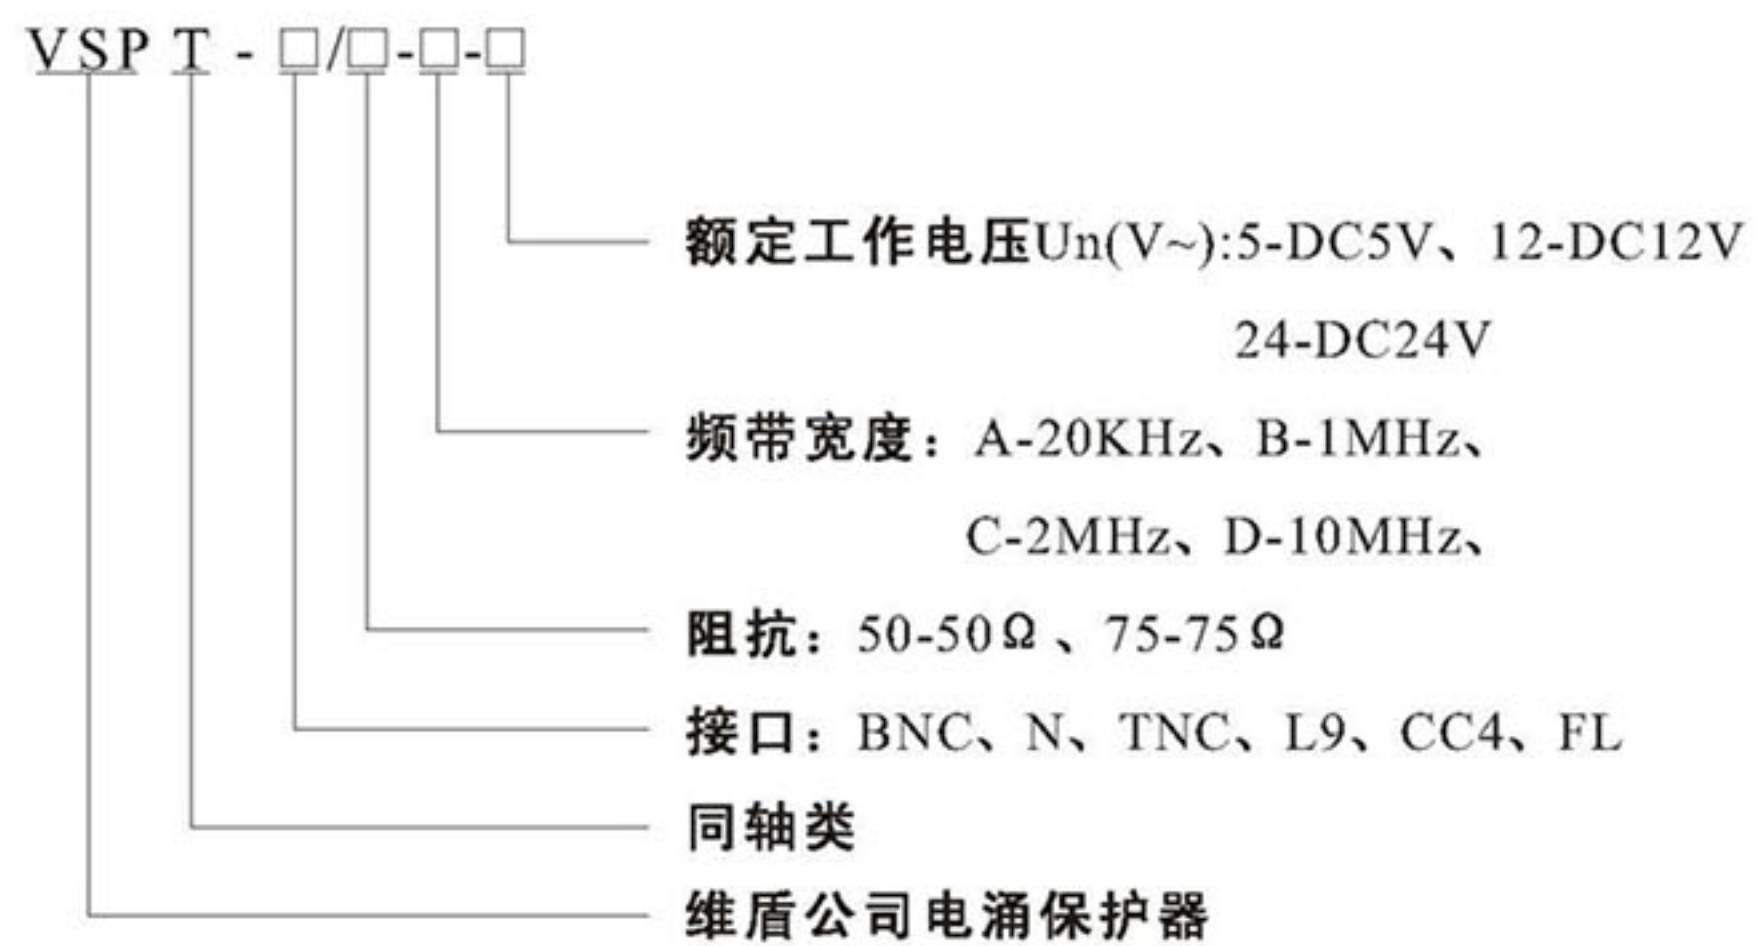 VSP T - □/□-□-□
额定工作电压Un(V~):5-DC5V、12-DC12V
24-DC24V
频带宽度：A-20KHz、B-1MHz、
C-2MHz、D-10MHz、
阻抗：50-50Ω、75-75Ω
接口：BNC、N、TNC、L9、CC4、FL
同轴类
维盾公司电涌保护器